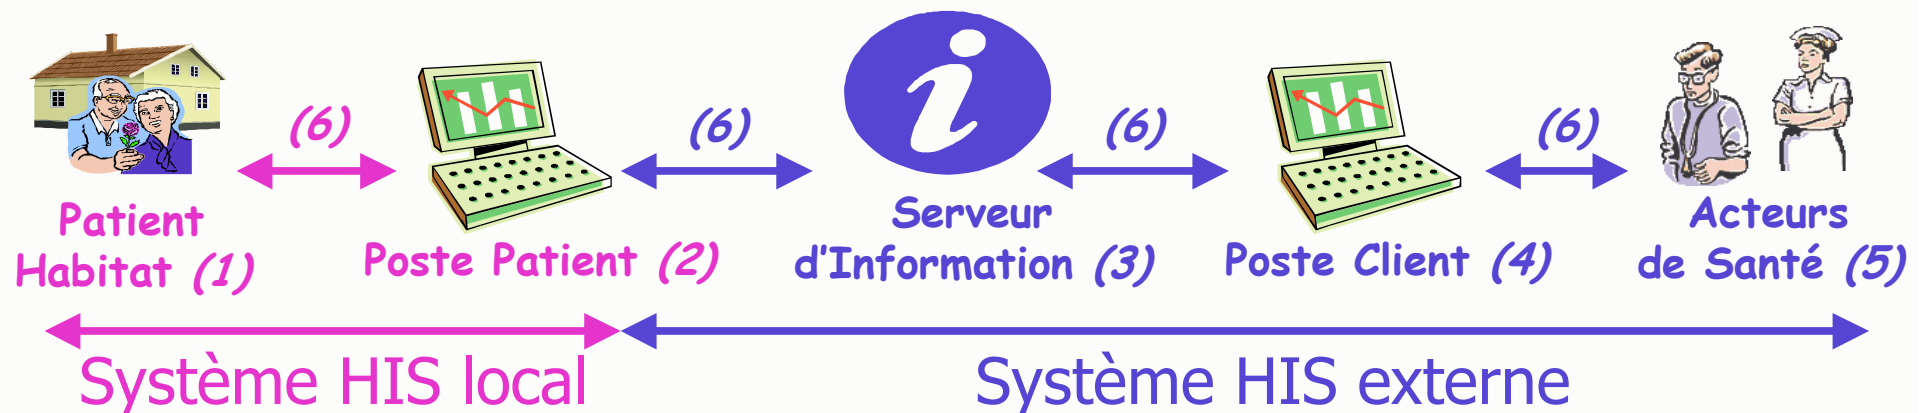 (6)
(6)
(6)
(6)
Patient
Habitat (1)
Poste Patient (2)
Serveur
d'Information (3)
Poste Client (4)
Acteurs
de Santé (5)
Système HIS local
Système HIS externe